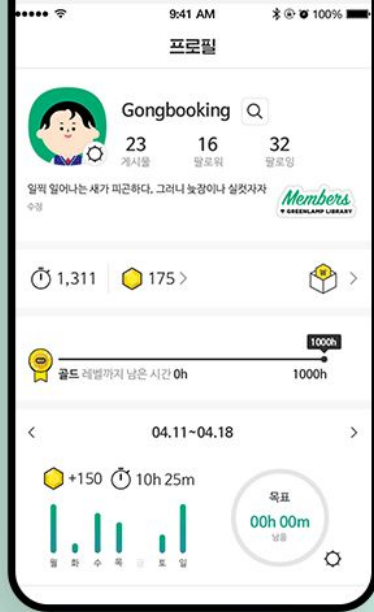 9:41 AM 100%
프로필
Gongbooking
23 16 32
게시물 팔로워 팔로잉
일찍 일어나는 새가 피곤하다, 그러니 늦장이나 실컷자자
수정
Members
GREENLAMP LIBRARY
1,311 175 >
W >
1000h
골드 레벨까지 남은 시간 0h 1000h
< 04.11~04.18 >
+150 10h 25m
목표
00h 00m
남음
월 화 수 목 금 토 일